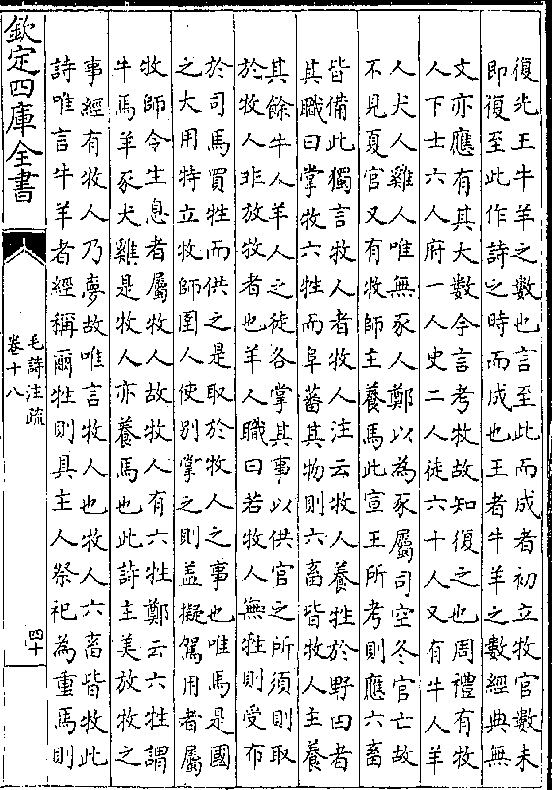 復先王牛羊之數也言至此而成者初立牧官數未
即復至此作詩之時而成也王者牛羊之數經典無
文亦應有其大數今言考牧故知復之也周禮有牧
人下士六人府一人史二人徒六十人又有牛人羊
人犬人雞人唯無豕人鄭以為豕屬司空冬官亡故
不見夏官又有牧師主養馬此宣王所考則應六畜
皆備此獨言牧人者牧人注云牧人養牲於野田者
其職曰掌牧六牲而阜蕃其物則六畜皆牧人主養
其餘牛人羊人之徒各掌其事以供官之所須則取
於牧人非放牧者也羊人職曰若牧人無牲則受布
於司馬買牲而供之是取於牧人之事也唯馬是國
之大用特立牧師圉人使別掌之則蓋擬駕用者屬
牧師令生息者屬牧人故牧人有六牲鄭云六牲謂
牛馬羊豕犬雞是牧人亦養馬也此詩主美放牧之
事經有牧人乃夢故唯言牧人也牧人六畜皆牧此
詩唯言牛羊者經稱爾牲則具主人祭祀為重馬則
欽定四庫全書
毛詩注疏
卷十八
四十